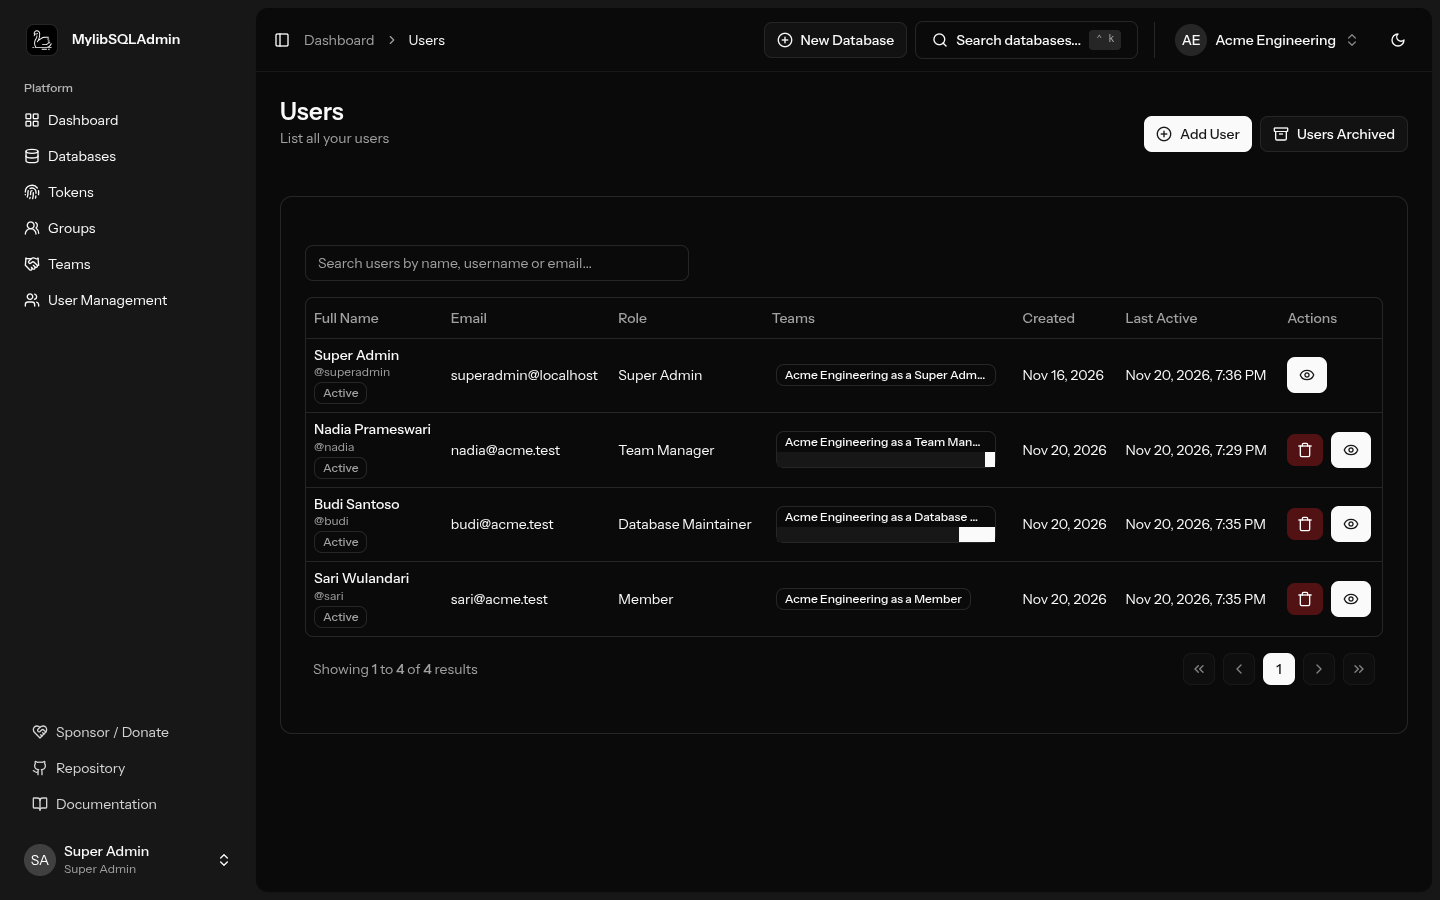 MylibSQLAdmin
Platform
Dashboard
Databases
Tokens
Groups
Teams
User Management
Sponsor / Donate
Repository
Documentation
SA
Super Admin
Super Admin
Dashboard
Users
New Database
Search databases...
^ k
AE
Acme Engineering
Users
List all your users
Add User
Users Archived
Search users by name, username or email...
Full Name Email Role Teams Created Last Active Actions
Super Admin
@superadmin
Active
superadmin@localhost
Super Admin
Acme Engineering as a Super Adm...
Nov 16, 2026
Nov 20, 2026, 7:36 PM
Nadia Prameswari
@nadia
Active
nadia@acme.test
Team Manager
Acme Engineering as a Team Man...
Nov 20, 2026
Nov 20, 2026, 7:29 PM
Budi Santoso
@budi
Active
budi@acme.test
Database Maintainer
Acme Engineering as a Database ...
Nov 20, 2026
Nov 20, 2026, 7:35 PM
Sari Wulandari
@sari
Active
sari@acme.test
Member
Acme Engineering as a Member
Nov 20, 2026
Nov 20, 2026, 7:35 PM
Showing 1 to 4 of 4 results
1